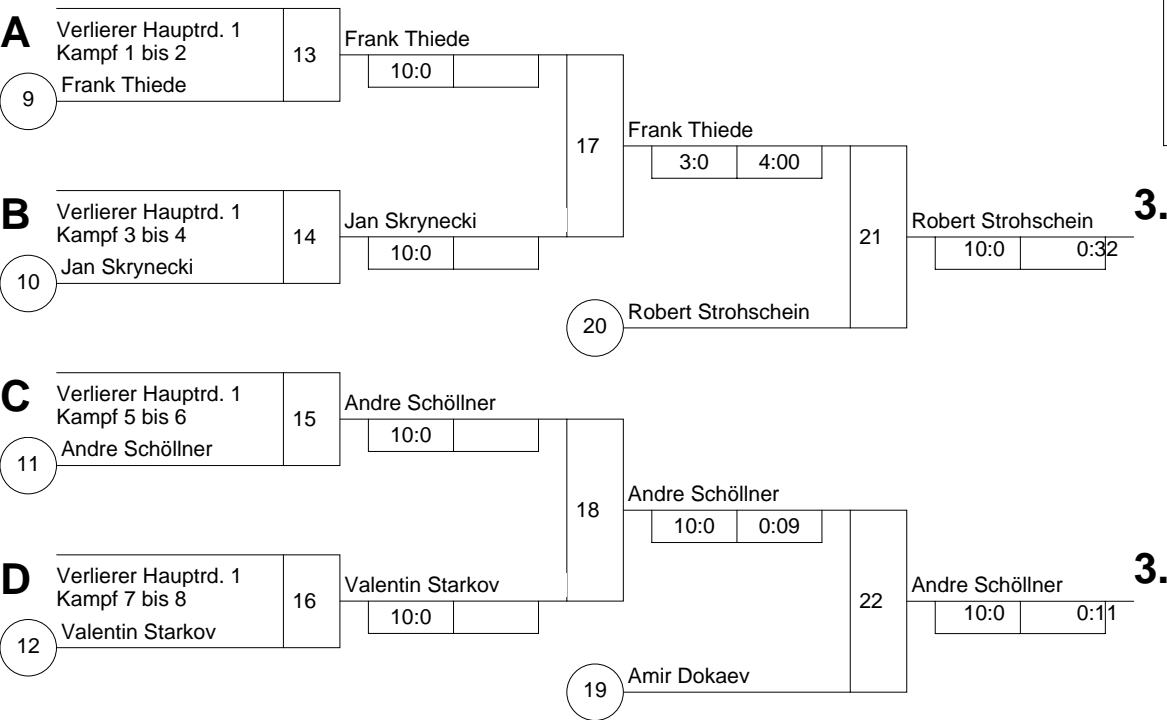 A
Verlierer Hauptrd. 1
Kampf 1 bis 2
13
9
Frank Thiede
Frank Thiede
10:0
17
Frank Thiede
3:0 4:00
B
Verlierer Hauptrd. 1
Kampf 3 bis 4
14
10
Jan Skrynecki
Jan Skrynecki
10:0
20
Robert Strohschein
21
Robert Strohschein
10:0 0:32
3.
C
Verlierer Hauptrd. 1
Kampf 5 bis 6
15
11
Andre Schöllner
Andre Schöllner
10:0
18
Andre Schöllner
10:0 0:09
D
Verlierer Hauptrd. 1
Kampf 7 bis 8
16
12
Valentin Starkov
Valentin Starkov
10:0
19
Amir Dokaev
22
Andre Schöllner
10:0 0:11
3.